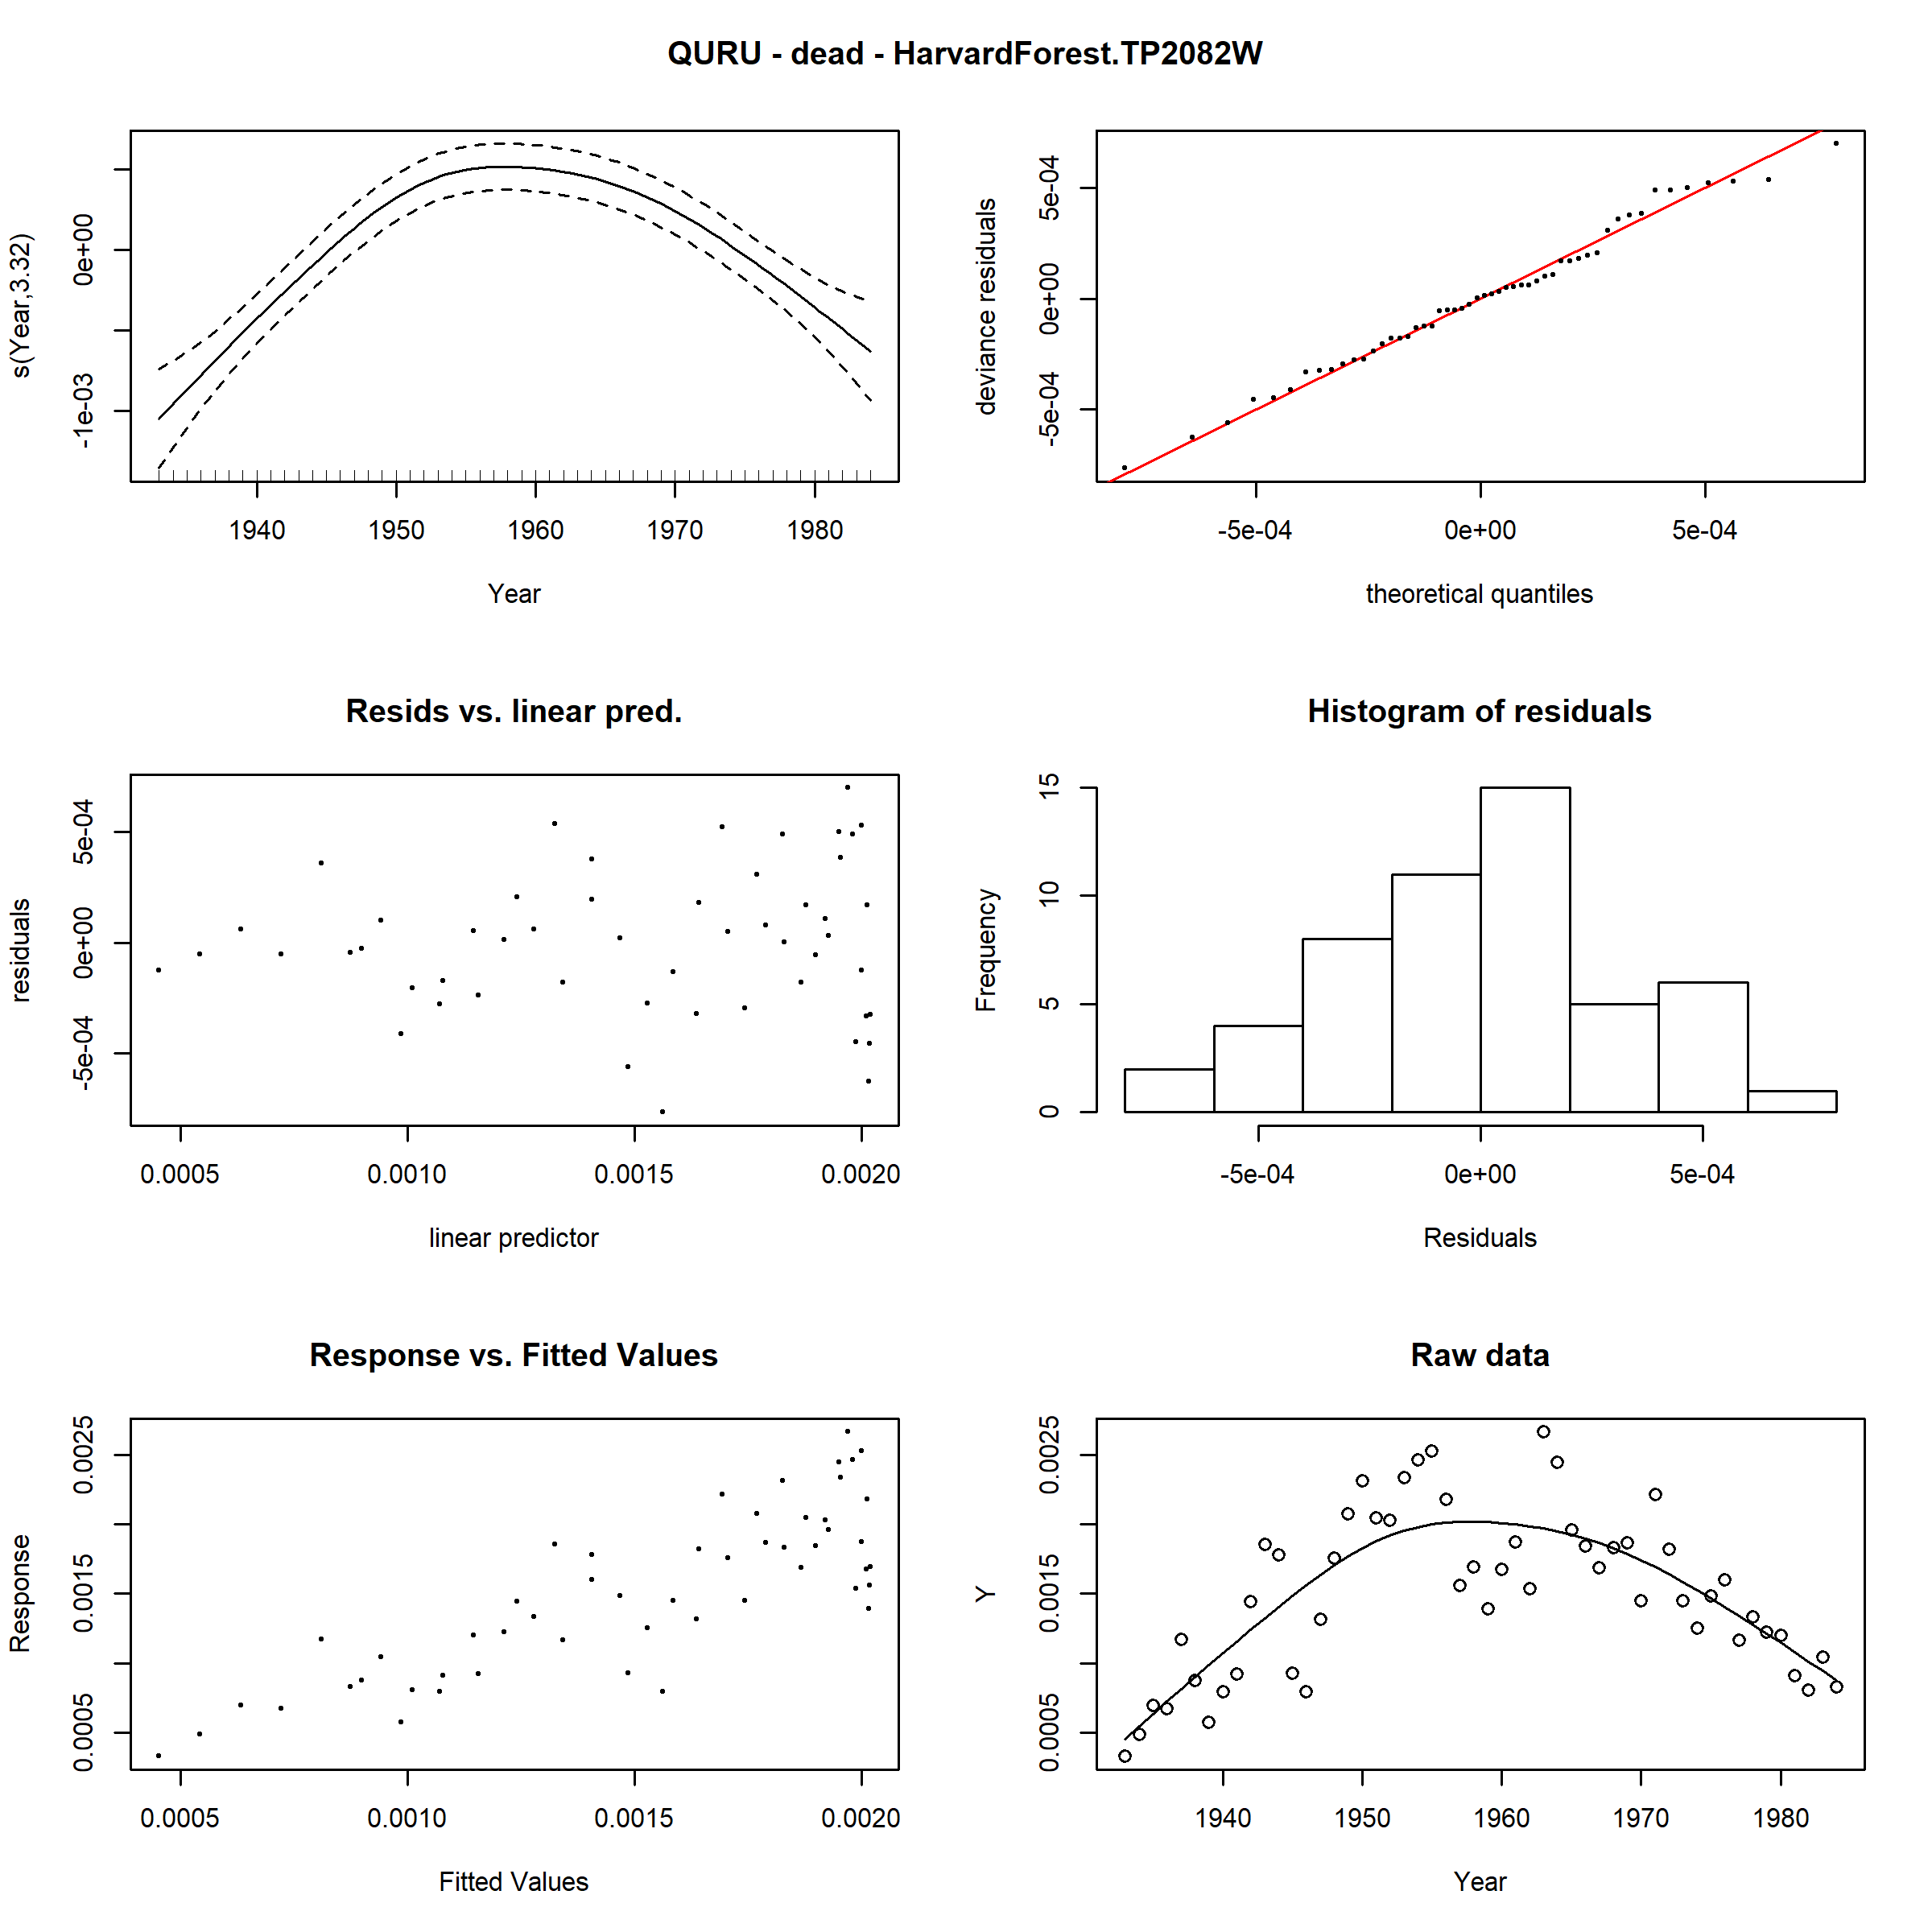 QURU - dead - HarvardForest.TP2082W
s(Year,3.32)
-1e-03 0e+00
1940 1950 1960 1970 1980
Year
deviance residuals
-5e-04 0e+00 5e-04
-5e-04 0e+00 5e-04
theoretical quantiles
Resids vs. linear pred.
residuals
-5e-04 0e+00 5e-04
0.0005 0.0010 0.0015 0.0020
linear predictor
Histogram of residuals
Frequency
0 5 10 15
-5e-04 0e+00 5e-04
Residuals
Response vs. Fitted Values
Response
0.0005 0.0015 0.0025
0.0005 0.0010 0.0015 0.0020
Fitted Values
Raw data
Y
0.0005 0.0015 0.0025
1940 1950 1960 1970 1980
Year